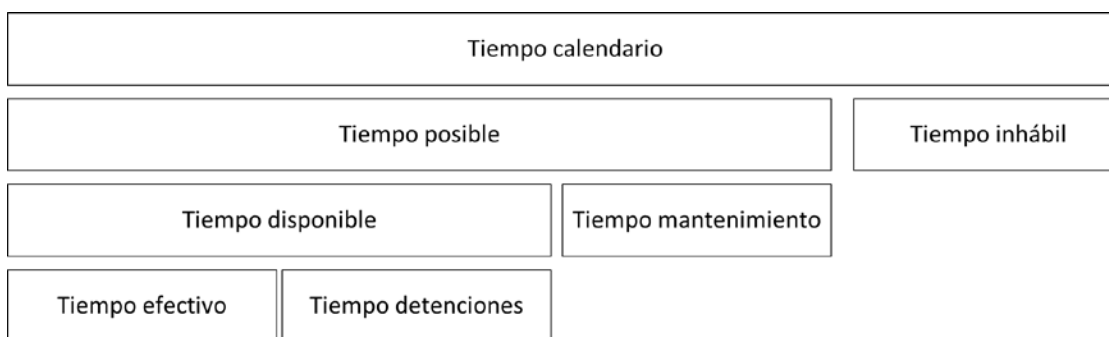 Tiempo calendario
Tiempo posible
Tiempo inhábil
Tiempo disponible
Tiempo mantenimiento
Tiempo efectivo
Tiempo detenciones